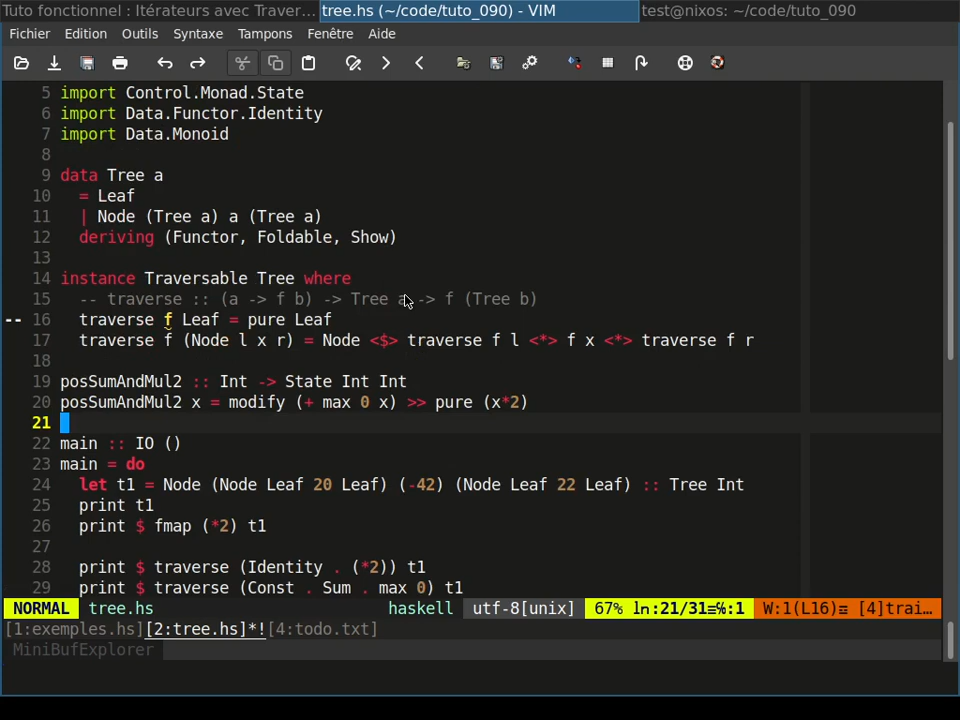 Tuto fonctionnel : Itérateurs avec Traver... tree.hs (~/code/tuto_090) - VIM test@nixos: ~/code/tuto_090
Fichier Edition Outils Syntaxe Tampons Fenêtre Aide
5 import Control.Monad.State
6 import Data.Functor.Identity
7 import Data.Monoid
8
9 data Tree a
10   = Leaf
11   | Node (Tree a) a (Tree a)
12   deriving (Functor, Foldable, Show)
13
14 instance Traversable Tree where
15   -- traverse :: (a -> f b) -> Tree a -> f (Tree b)
-- 16   traverse f Leaf = pure Leaf
17   traverse f (Node l x r) = Node <$> traverse f l <*> f x <*> traverse f r
18
19 posSumAndMul2 :: Int -> State Int Int
20 posSumAndMul2 x = modify (+ max 0 x) >> pure (x*2)
21
22 main :: IO ()
23 main = do
24   let t1 = Node (Node Leaf 20 Leaf) (-42) (Node Leaf 22 Leaf) :: Tree Int
25   print t1
26   print $ fmap (*2) t1
27
28   print $ traverse (Identity . (*2)) t1
29   print $ traverse (Const . Sum . max 0) t1
NORMAL tree.hs haskell utf-8[unix] 67% ln:21/31≡℅:1 W:1(L16)≡ [4]trai...
[1:exemples.hs][2:tree.hs]*![4:todo.txt]
MiniBufExplorer